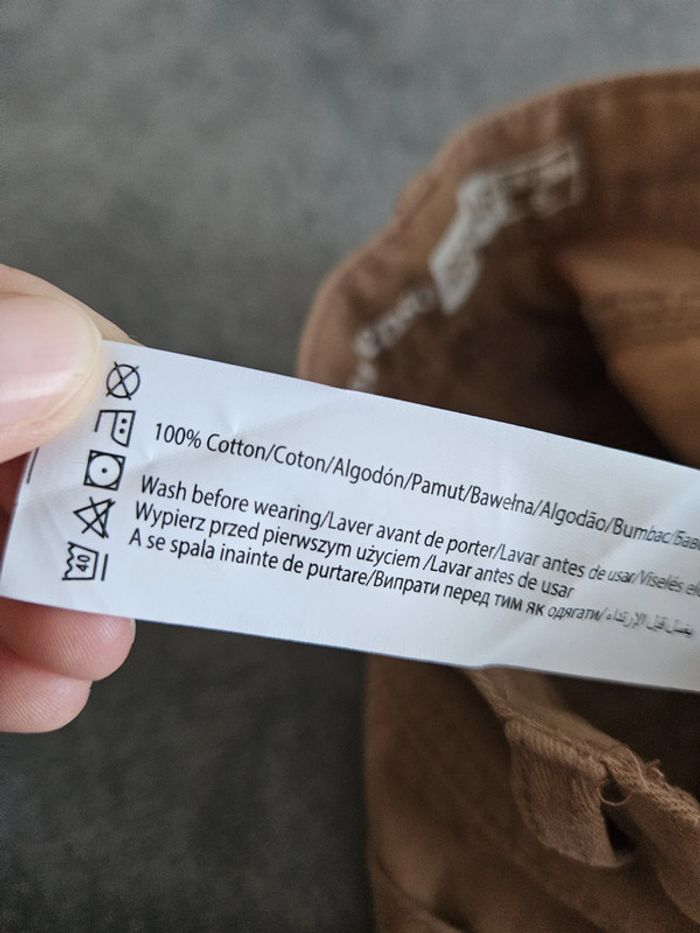 100% Cotton/Coton/Algodón/Pamut/Bawełna/Algodão/Bumbac/
Wash before wearing/Laver avant de porter/Lavar antes de usar/Viselés
Wypierz przed pierwszym użyciem /Lavar antes de usar
A se spala inainte de purtare/Випрати перед тим як одягати/
40